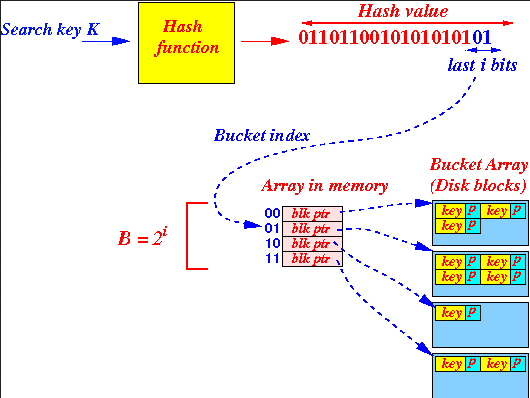 Hash value
Search key K
Hash
function
01101100101010101 01
last i bits
Bucket index
Bucket Array
(Disk blocks)
Array in memory
B = 2^i
00 blk ptr
01 blk ptr
10 blk ptr
11 blk ptr
key p key p
key p
key p key p
key p key p
key p
key p key p